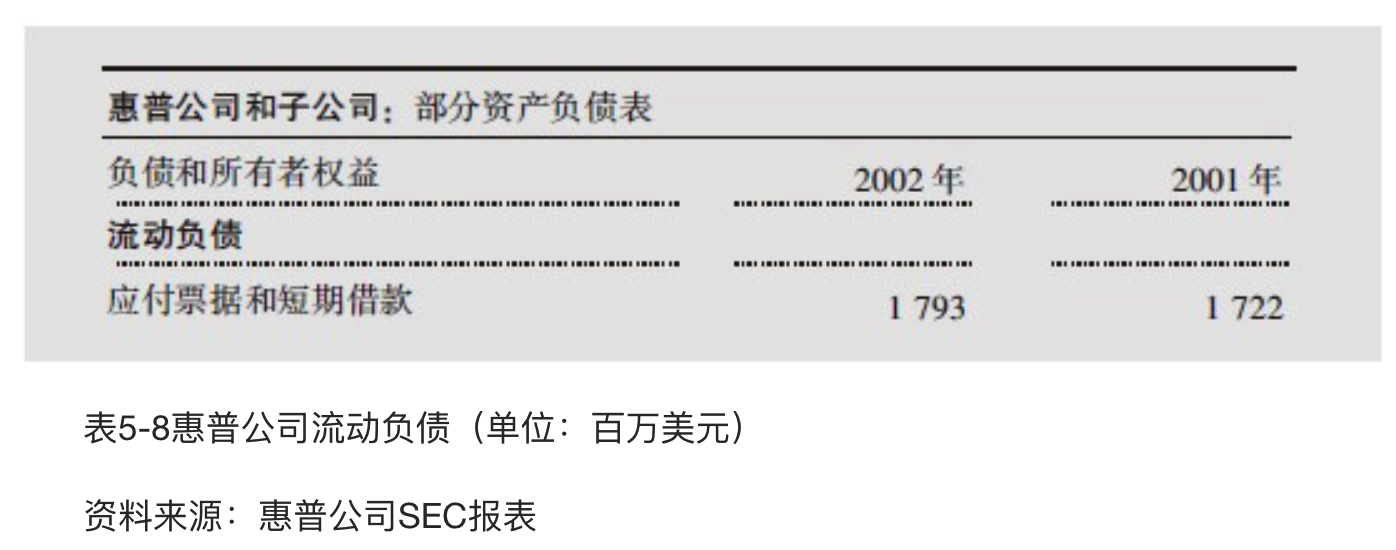 惠普公司和子公司：部分资产负债表
负债和所有者权益 2002 年 2001 年
流动负债
应付票据和短期借款 1 793 1 722
表5-8惠普公司流动负债（单位：百万美元）
资料来源：惠普公司SEC报表